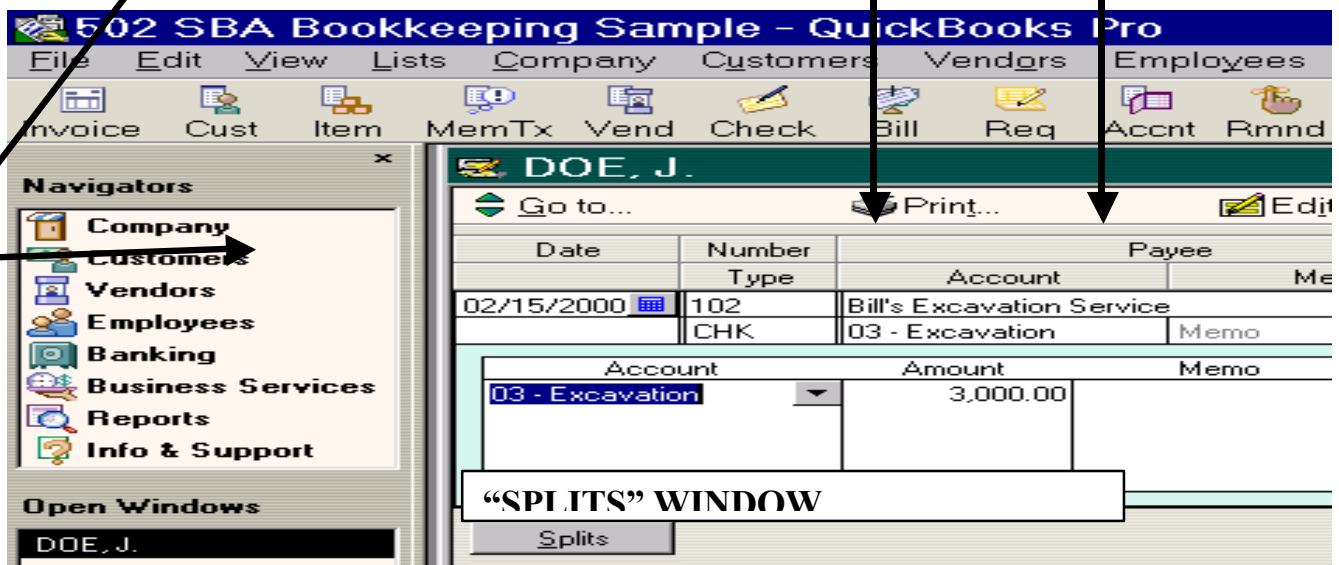 502 SBA Bookkeeping Sample - QuickBooks Pro
File Edit View Lists Company Customers Vendors Employees
Invoice Cust Item MemTx Vend Check Bill Req Accnt Rmnd
Navigators
Company
Customers
Vendors
Employees
Banking
Business Services
Reports
Info & Support
Open Windows
DOE, J.
DOE, J.
Go to... Print... Edit
Date Number Payee
Type Account Me
02/15/2000 102 Bill's Excavation Service
CHK 03 - Excavation Memo
Account Amount Memo
03 - Excavation 3,000.00
“SPLITS” WINDOW
Splits